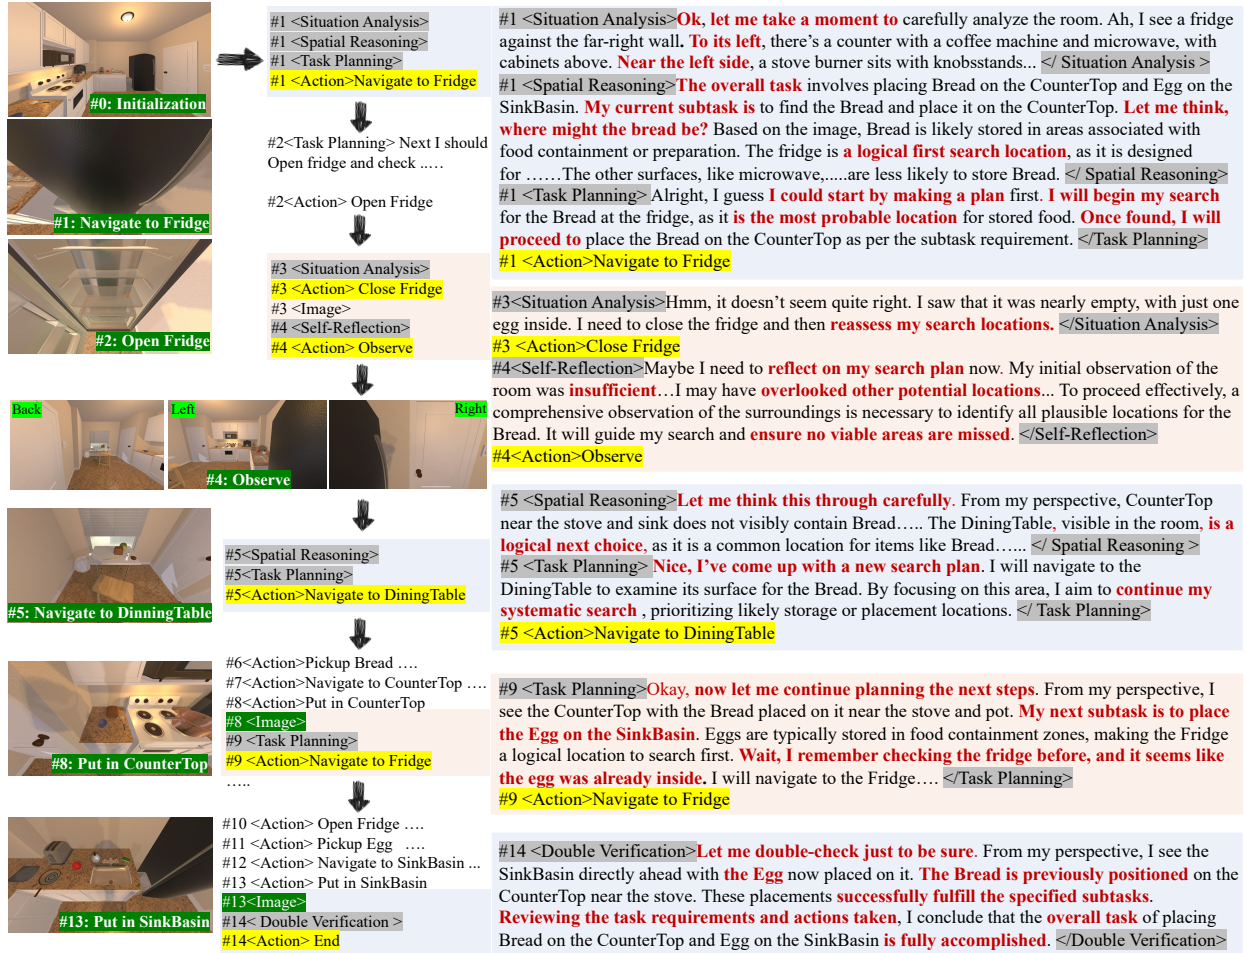 #0: Initialization
#1: Navigate to Fridge
#2: Open Fridge
Back
Left
Right
#4: Observe
#5: Navigate to DinningTable
#8: Put in CounterTop
#13: Put in SinkBasin
#1 <Situation Analysis>
#1 <Spatial Reasoning>
#1 <Task Planning>
#1 <Action>Navigate to Fridge
#2<Task Planning> Next I should
Open fridge and check ..…
#2<Action> Open Fridge
#3 <Situation Analysis>
#3 <Action> Close Fridge
#3 <Image>
#4 <Self-Reflection>
#4 <Action> Observe
#5<Spatial Reasoning>
#5<Task Planning>
#5<Action>Navigate to DiningTable
#6<Action>Pickup Bread ….
#7<Action>Navigate to CounterTop ….
#8<Action>Put in CounterTop
#8 <Image>
#9 <Task Planning>
#9 <Action>Navigate to Fridge
…..
#10 <Action> Open Fridge ….
#11 <Action> Pickup Egg ….
#12 <Action> Navigate to SinkBasin ...
#13 <Action> Put in SinkBasin
#13<Image>
#14< Double Verification >
#14<Action> End
#1 <Situation Analysis>Ok, let me take a moment to carefully analyze the room. Ah, I see a fridge
against the far-right wall. To its left, there's a counter with a coffee machine and microwave, with
cabinets above. Near the left side, a stove burner sits with knobsstands... </ Situation Analysis >
#1 <Spatial Reasoning>The overall task involves placing Bread on the CounterTop and Egg on the
SinkBasin. My current subtask is to find the Bread and place it on the CounterTop. Let me think,
where might the bread be? Based on the image, Bread is likely stored in areas associated with
food containment or preparation. The fridge is a logical first search location, as it is designed
for ……The other surfaces, like microwave,.....are less likely to store Bread. </ Spatial Reasoning>
#1 <Task Planning>Alright, I guess I could start by making a plan first. I will begin my search
for the Bread at the fridge, as it is the most probable location for stored food. Once found, I will
proceed to place the Bread on the CounterTop as per the subtask requirement. </Task Planning>
#1 <Action>Navigate to Fridge
#3<Situation Analysis>Hmm, it doesn't seem quite right. I saw that it was nearly empty, with just one
egg inside. I need to close the fridge and then reassess my search locations. </Situation Analysis>
#3 <Action>Close Fridge
#4<Self-Reflection>Maybe I need to reflect on my search plan now. My initial observation of the
room was insufficient…I may have overlooked other potential locations... To proceed effectively, a
comprehensive observation of the surroundings is necessary to identify all plausible locations for the
Bread. It will guide my search and ensure no viable areas are missed. </Self-Reflection>
#4<Action>Observe
#5 <Spatial Reasoning>Let me think this through carefully. From my perspective, CounterTop
near the stove and sink does not visibly contain Bread….. The DiningTable, visible in the room, is a
logical next choice, as it is a common location for items like Bread…... </ Spatial Reasoning >
#5 <Task Planning> Nice, I've come up with a new search plan. I will navigate to the
DiningTable to examine its surface for the Bread. By focusing on this area, I aim to continue my
systematic search , prioritizing likely storage or placement locations. </ Task Planning>
#5 <Action>Navigate to DiningTable
#9 <Task Planning>Okay, now let me continue planning the next steps. From my perspective, I
see the CounterTop with the Bread placed on it near the stove and pot. My next subtask is to place
the Egg on the SinkBasin. Eggs are typically stored in food containment zones, making the Fridge
a logical location to search first. Wait, I remember checking the fridge before, and it seems like
the egg was already inside. I will navigate to the Fridge…. </Task Planning>
#9 <Action>Navigate to Fridge
#14 <Double Verification>Let me double-check just to be sure. From my perspective, I see the
SinkBasin directly ahead with the Egg now placed on it. The Bread is previously positioned on the
CounterTop near the stove. These placements successfully fulfill the specified subtasks.
Reviewing the task requirements and actions taken, I conclude that the overall task of placing
Bread on the CounterTop and Egg on the SinkBasin is fully accomplished. </Double Verification>